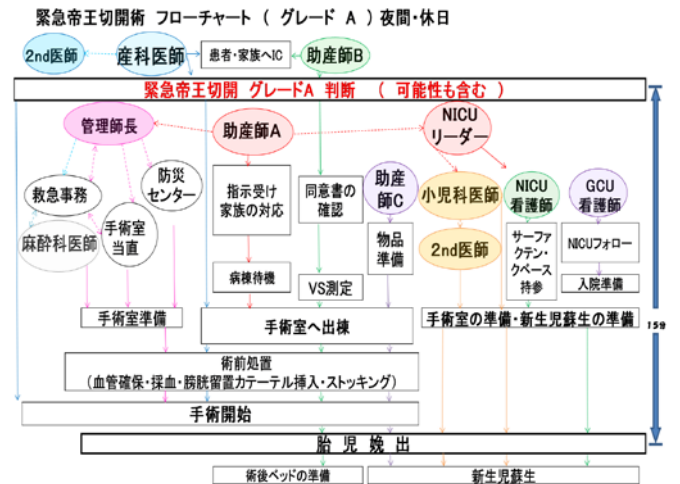 緊急帝王切開術 フローチャート ( グレード A ) 夜間・休日
2nd医師
産科医師
患者・家族へIC
助産師B
緊急帝王切開 グレードA 判断 ( 可能性も含む )
管理師長
助産師A
NICU
リーダー
救急事務
防災
センター
指示受け
家族の対応
同意書の
確認
助産
師C
小児科医師
NICU
看護師
GCU
看護師
麻酔科医師
手術室
当直
物品
準備
2nd医師
サーファ
クテン・
クベース
持参
NICUフォロー
病棟待機
VS測定
入院準備
手術室準備
手術室へ出棟
手術室の準備・新生児蘇生の準備
15分
術前処置
(血管確保・採血・膀胱留置カテーテル挿入・ストッキング)
手術開始
胎児娩出
術後ベッドの準備
新生児蘇生